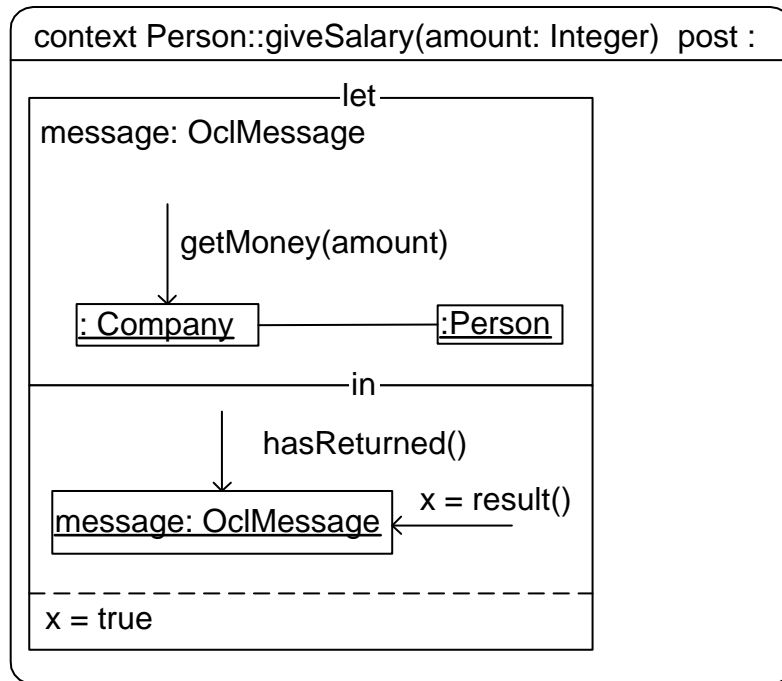 context Person::giveSalary(amount: Integer)  post :
let
message: OclMessage
getMoney(amount)
: Company
:Person
in
hasReturned()
x = result()
message: OclMessage
x = true